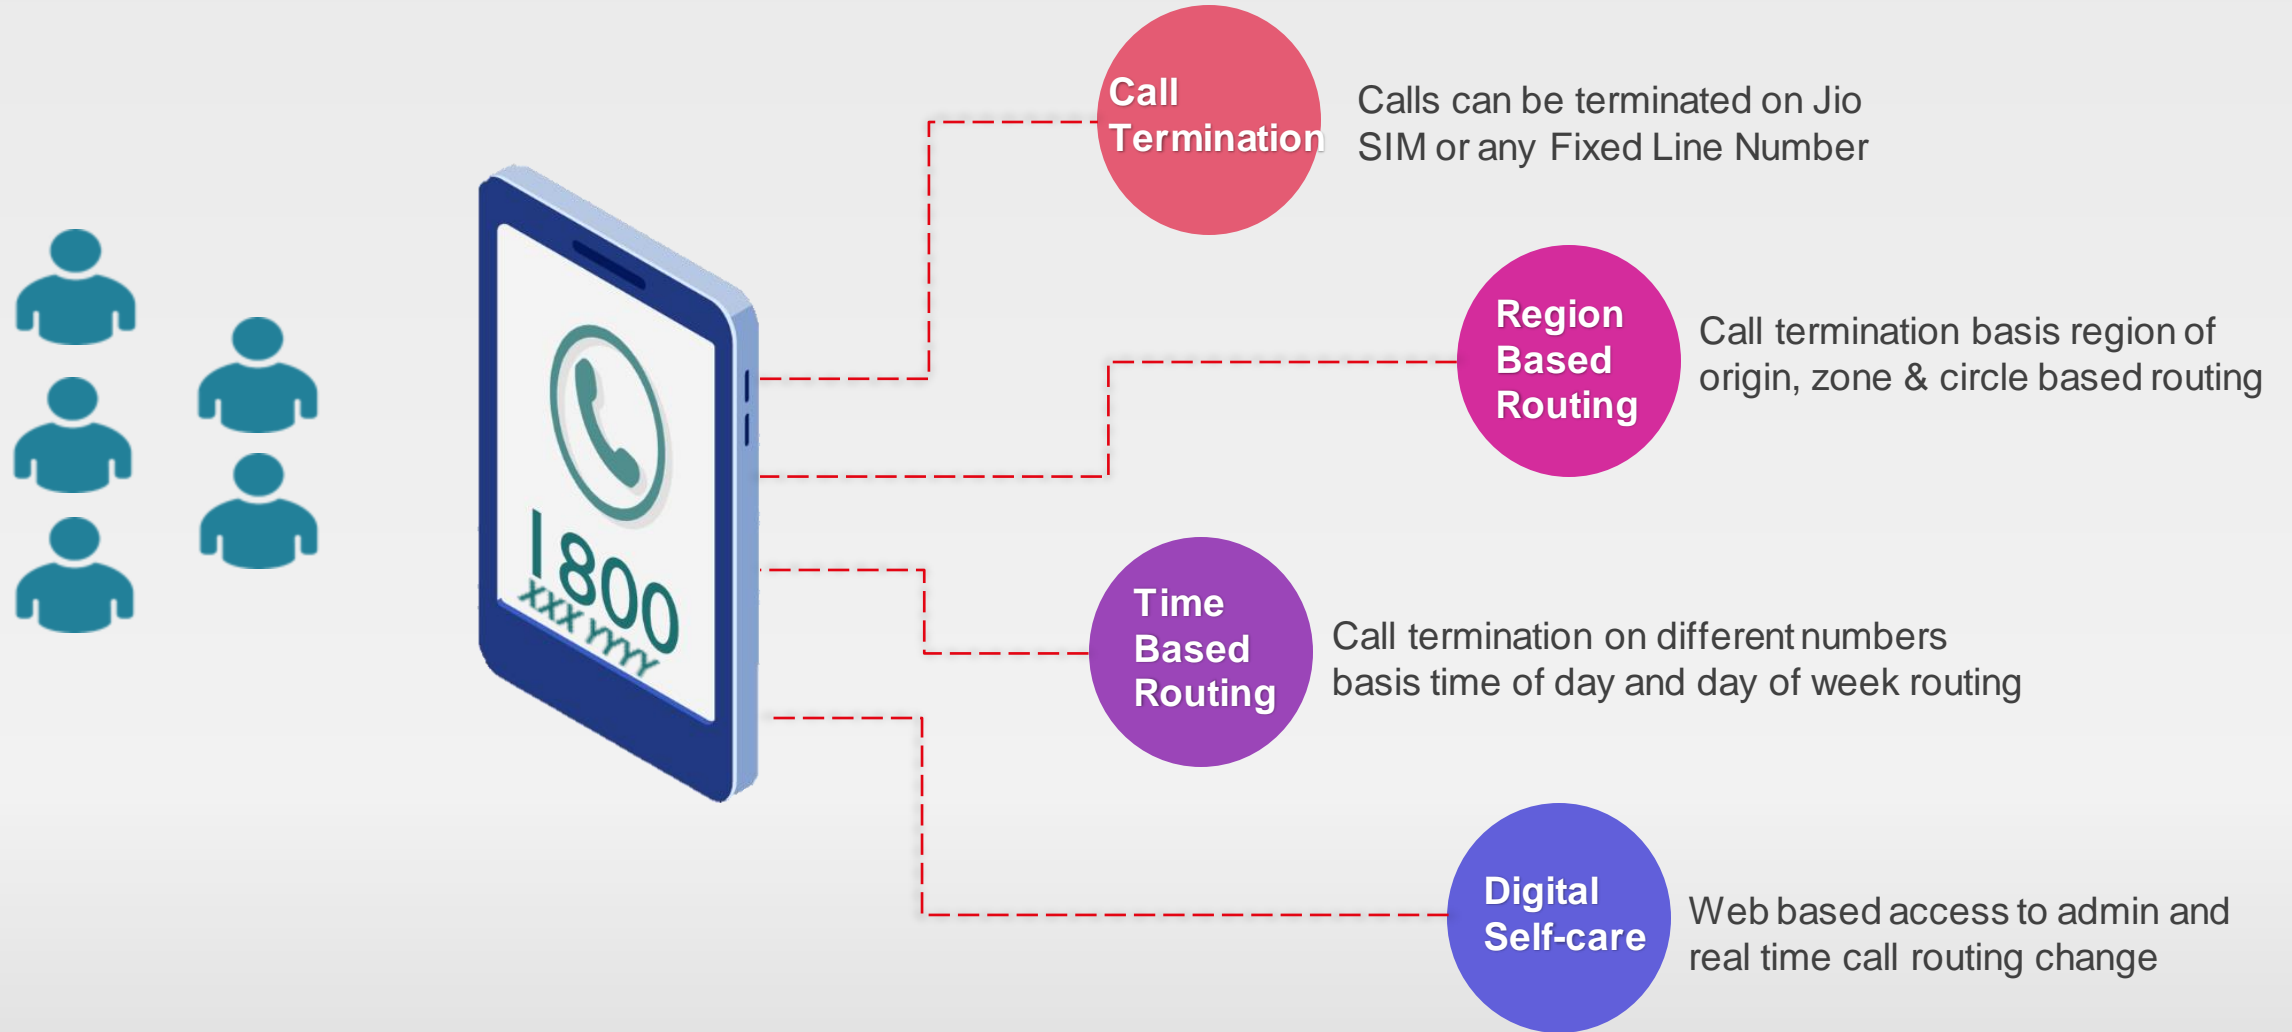 Call
Termination
Calls can be terminated on Jio
SIM or any Fixed Line Number
Region
Based
Routing
Call termination basis region of
origin, zone & circle based routing
1800
XXX YYYY
Time
Based
Routing
Call termination on different numbers
basis time of day and day of week routing
Digital
Self-care
Web based access to admin and
real time call routing change